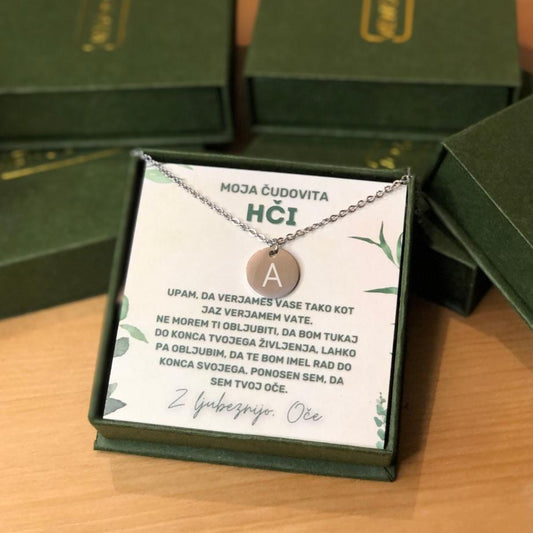 MOJA ČUDOVITA
HČI
A
UPAM, DA VERJAMEŠ VASE TAKO KOT
JAZ VERJAMEM VATE.
NE MOREM TI OBLJUBITI, DA BOM TUKAJ
DO KONCA TVOJEGA ŽIVLJENJA, LAHKO
PA OBLJUBIM, DA TE BOM IMEL RAD DO
KONCA SVOJEGA. PONOSEN SEM, DA
SEM TVOJ OČE.
Z ljubeznijo, Oče